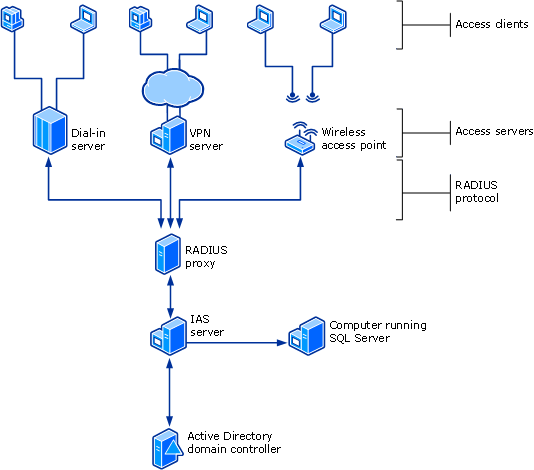 Access clients
Dial-in
server
VPN
server
Wireless
access point
Access servers
RADIUS
protocol
RADIUS
proxy
IAS
server
Computer running
SQL Server
Active Directory
domain controller